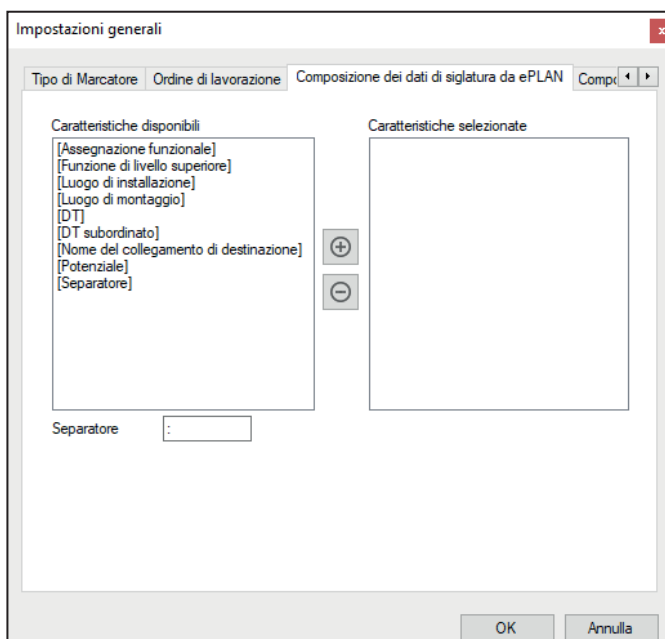 Impostazioni generali
x
Tipo di Marcatore
Ordine di lavorazione
Composizione dei dati di siglatura da ePLAN
Compo
Caratteristiche disponibili
Caratteristiche selezionate
[Assegnazione funzionale]
[Funzione di livello superiore]
[Luogo di installazione]
[Luogo di montaggio]
[DT]
[DT subordinato]
[Nome del collegamento di destinazione]
[Potenziale]
[Separatore]
Separatore
:
OK
Annulla